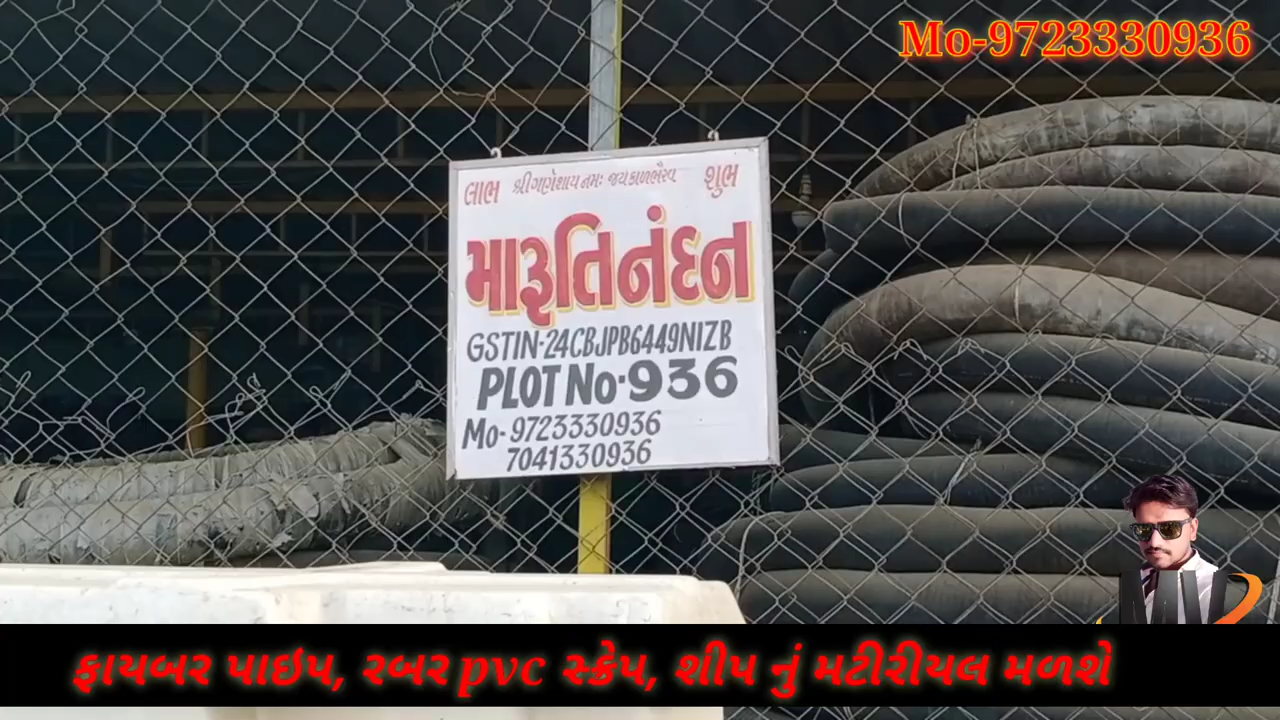 Mo-9723330936
લાભ શ્રી ગણેશાય નમઃ જય કાળભૈરવ શુભ
મારૂતિનંદન
GSTIN-24CBJPB6449NIZB
PLOT No. 936
Mo- 9723330936
7041330936
ફાયબર પાઇપ, રબર pvc સ્ક્રેપ, શીપ નું મટીરીયલ મળશે